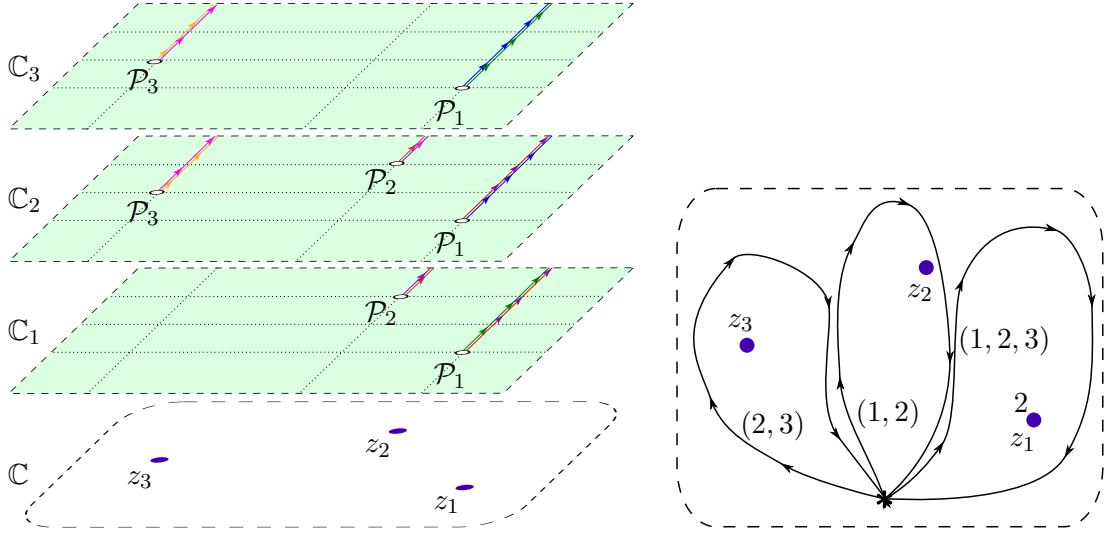 ℂ₃
𝒫₃
𝒫₁
ℂ₂
𝒫₂
𝒫₃
𝒫₁
ℂ₁
𝒫₂
𝒫₁
ℂ
z₂
z₃
z₁
z₂
z₃
(1, 2, 3)
(2, 3)
(1, 2)
2
z₁